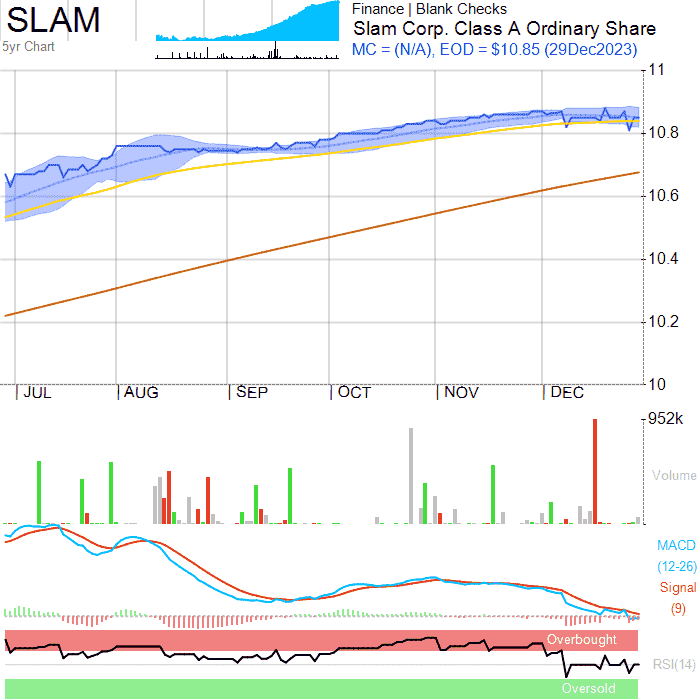 SLAM
5yr Chart
Finance | Blank Checks
Slam Corp. Class A Ordinary Share
MC = (N/A), EOD = $10.85 (29Dec2023)
11
10.8
10.6
10.4
10.2
10
JUL AUG SEP OCT NOV DEC
952k
Volume
MACD
(12-26)
Signal
(9)
Overbought
RSI(14)
Oversold